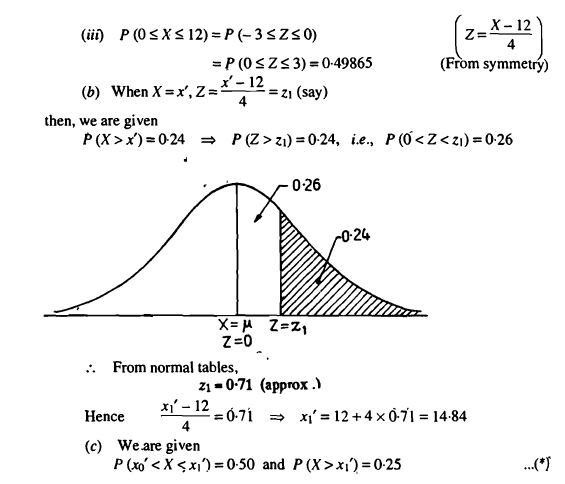 (iii) P (0 ≤ X ≤ 12) = P (− 3 ≤ Z ≤ 0) (Z = X − 12 / 4)
= P (0 ≤ Z ≤ 3) = 0·49865 (From symmetry)
(b) When X = x′, Z = x′ − 12 / 4 = z₁ (say)
then, we are given
P (X > x′) = 0·24 ⇒ P (Z > z₁) = 0·24, i.e., P (0 < Z < z₁) = 0·26
0·26
0·24
X = μ Z = z₁
Z = 0
∴ From normal tables,
z₁ = 0·71 (approx .)
Hence x₁′ − 12 / 4 = 0·71 ⇒ x₁′ = 12 + 4 × 0·71 = 14·84
(c) We are given
P (x₀′ < X < x₁′) = 0·50 and P (X > x₁′) = 0·25 ...(*)